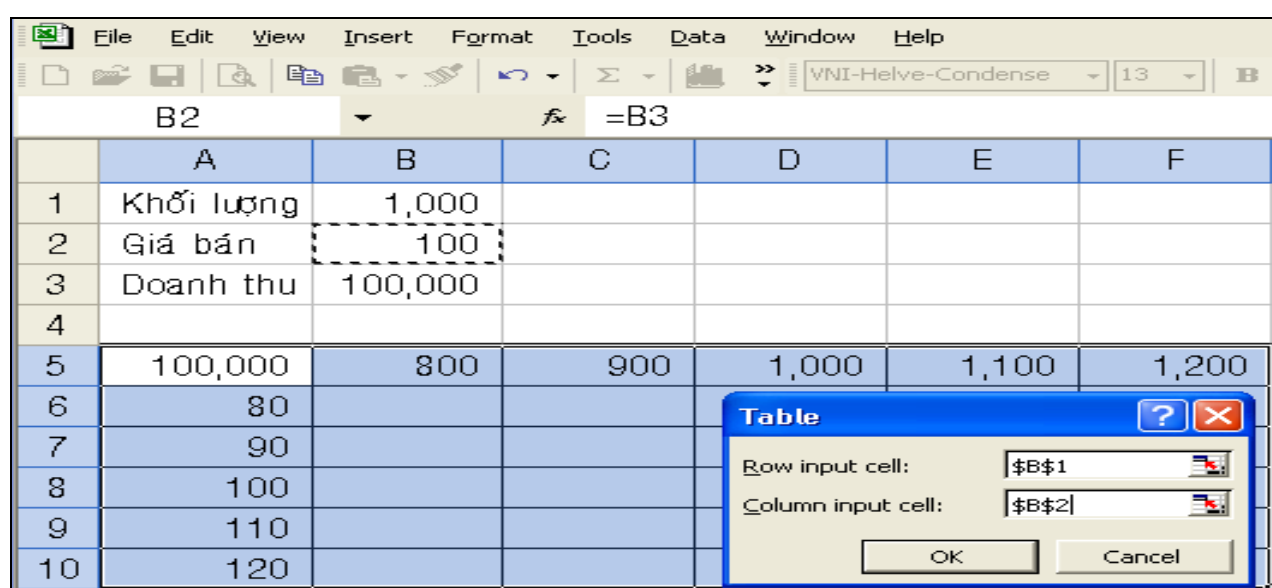 File Edit View Insert Format Tools Data Window Help
VNI-Helve-Condense 13 B
B2 fx =B3
A B C D E F
1 Khối lượng 1,000
2 Giá bán 100
3 Doanh thu 100,000
4
5 100,000 800 900 1,000 1,100 1,200
6 80
7 90
8 100
9 110
10 120
Table
Row input cell: $B$1
Column input cell: $B$2
OK Cancel